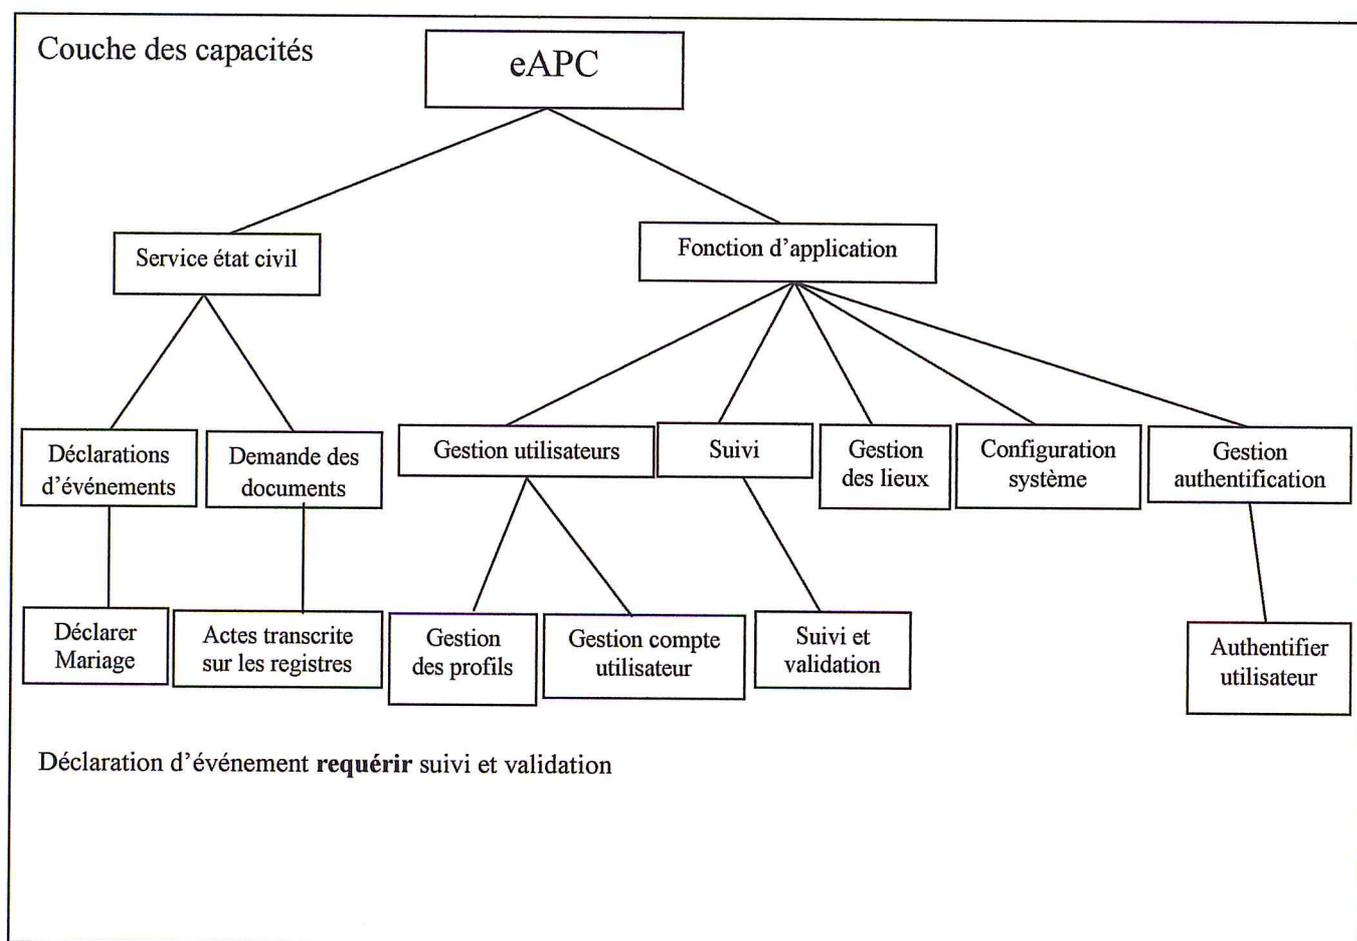 Couche des capacités
eAPC
Service état civil
Fonction d’application
Déclarations
d’événements
Demande des
documents
Gestion utilisateurs
Suivi
Gestion
des lieux
Configuration
système
Gestion
authentification
Déclarer
Mariage
Actes transcrite
sur les registres
Gestion
des profils
Gestion compte
utilisateur
Suivi et
validation
Authentifier
utilisateur
Déclaration d’événement requérir suivi et validation